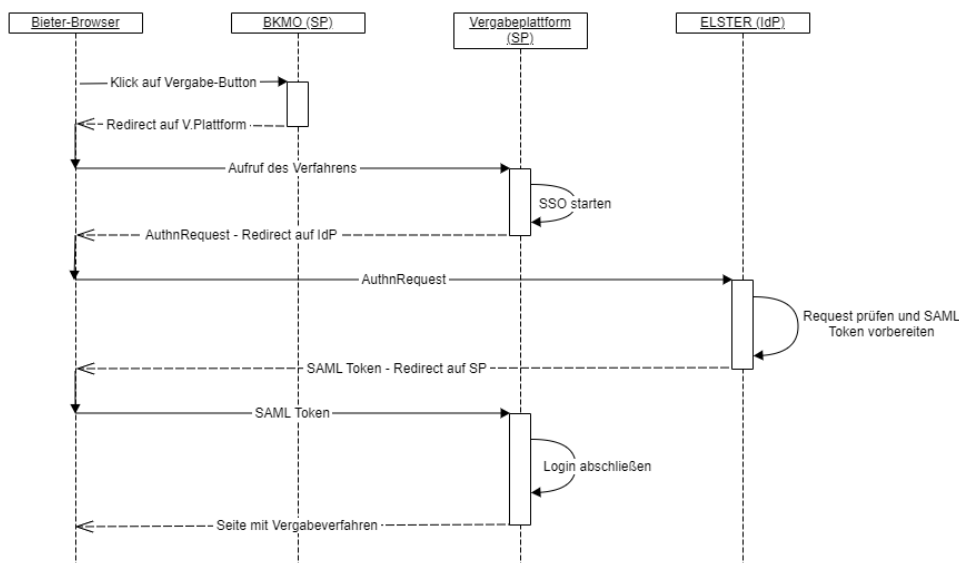 Bieter-Browser
BKMO (SP)
Vergabeplattform
(SP)
ELSTER (IdP)
Klick auf Vergabe-Button
Redirect auf V.Plattform
Aufruf des Verfahrens
SSO starten
AuthnRequest - Redirect auf IdP
AuthnRequest
Request prüfen und SAML
Token vorbereiten
SAML Token - Redirect auf SP
SAML Token
Login abschließen
Seite mit Vergabeverfahren